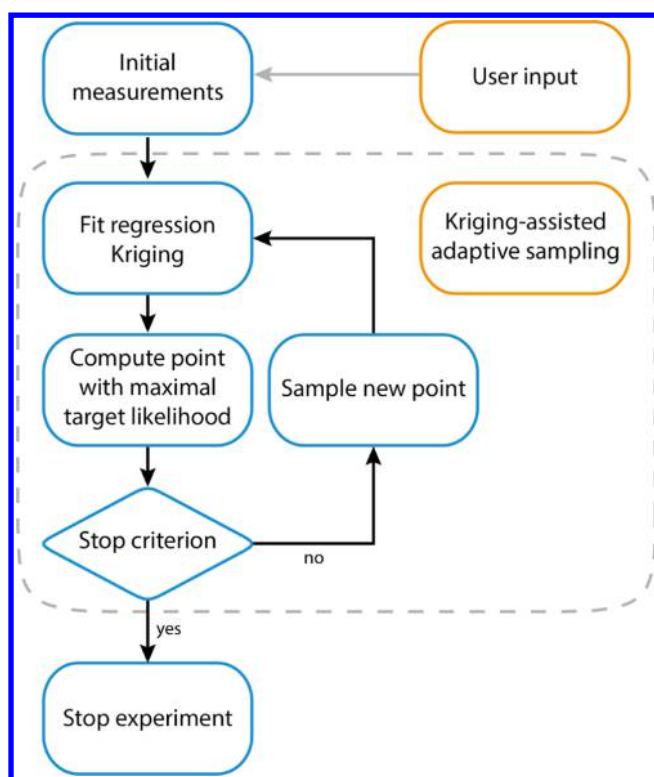 Initial
measurements
User input
Fit regression
Kriging
Kriging-assisted
adaptive sampling
Compute point
with maximal
target likelihood
Sample new point
Stop criterion
no
yes
Stop experiment